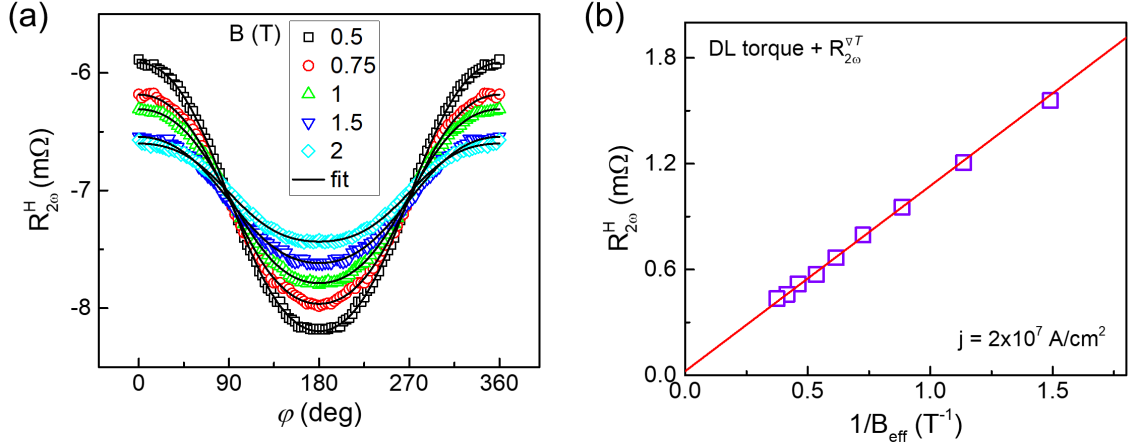 (a)
B (T)
0.5
0.75
1
1.5
2
fit
-6
-7
-8
R^H_2ω (mΩ)
0 90 180 270 360
φ (deg)
(b)
DL torque + R^∇T_2ω
1.8
1.2
0.6
0.0
R^H_2ω (mΩ)
j = 2x10^7 A/cm^2
0.0 0.5 1.0 1.5
1/B_eff (T^-1)